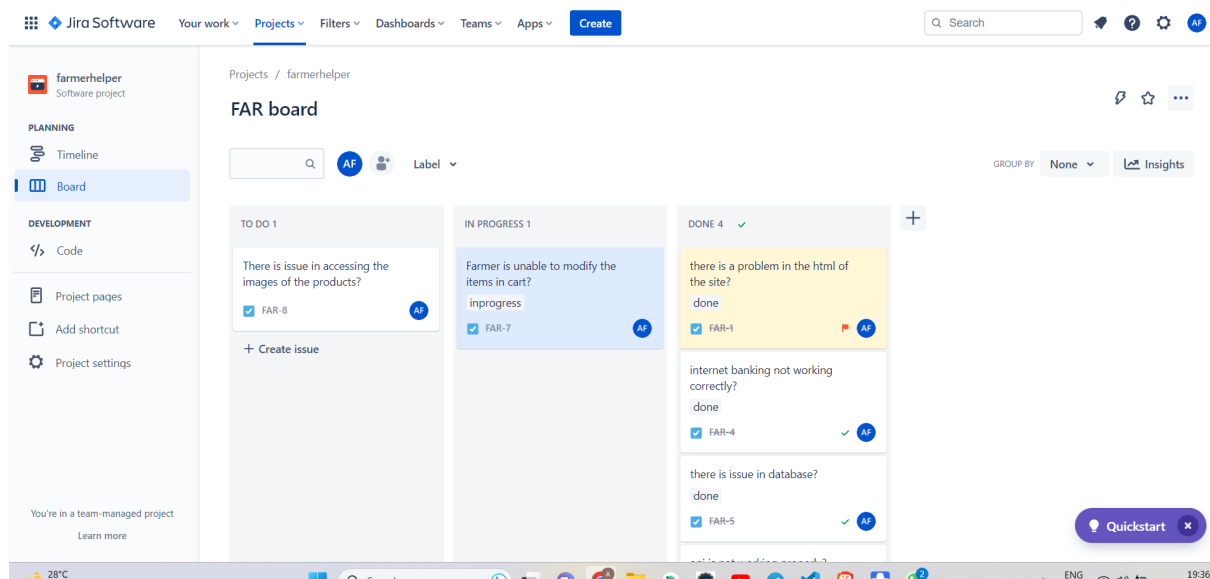 Jira Software
Your work
Projects
Filters
Dashboards
Teams
Apps
Create
Search
AF
farmerhelper
Software project
PLANNING
Timeline
Board
DEVELOPMENT
Code
Project pages
Add shortcut
Project settings
You're in a team-managed project
Learn more
Projects / farmerhelper
FAR board
AF
Label
GROUP BY
None
Insights
TO DO 1
There is issue in accessing the
images of the products?
FAR-8
AF
+ Create issue
IN PROGRESS 1
Farmer is unable to modify the
items in cart?
inprogress
FAR-7
AF
DONE 4
there is a problem in the html of
the site?
done
FAR-1
AF
internet banking not working
correctly?
done
FAR-4
AF
there is issue in database?
done
FAR-5
AF
Quickstart
28°C
A
2
ENG
19:36